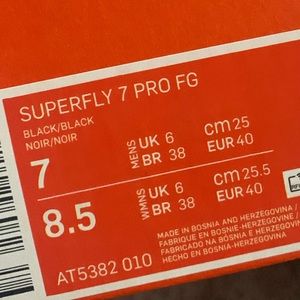 SUPERFLY 7 PRO FG
BLACK/BLACK
NOIR/NOIR
7 MENS UK 6 cm 25
BR 38 EUR 40
8.5 WMNS UK 6 cm 25.5
BR 38 EUR 40
MADE IN BOSNIA AND HERZEGOVINA /
FABRIQUÉ EN BOSNIE-HERZÉGOVINE /
FABRICADO NA BÓSNIA E HERZEGOVINA /
HECHO EN BOSNIA-HERZEGOVINA
AT5382 010